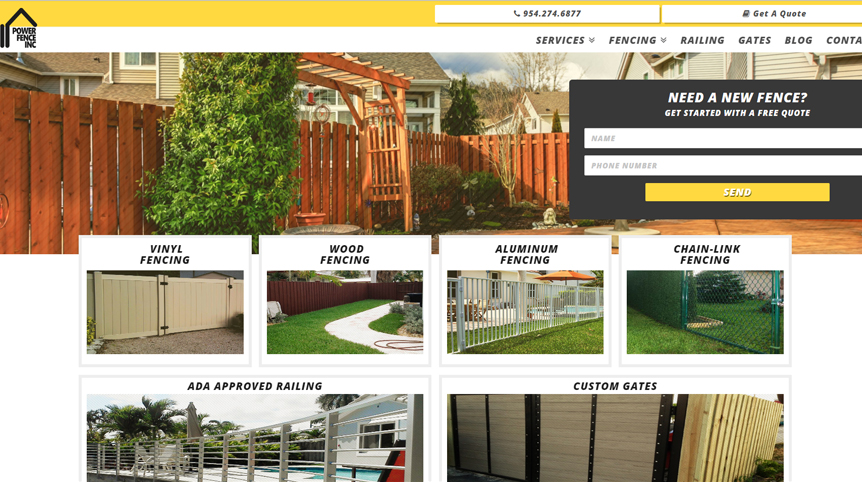 954.274.6877
Get A Quote
POWER
FENCE
INC
SERVICES
FENCING
RAILING
GATES
BLOG
CONTA
NEED A NEW FENCE?
GET STARTED WITH A FREE QUOTE
NAME
PHONE NUMBER
SEND
VINYL
FENCING
WOOD
FENCING
ALUMINUM
FENCING
CHAIN-LINK
FENCING
ADA APPROVED RAILING
CUSTOM GATES